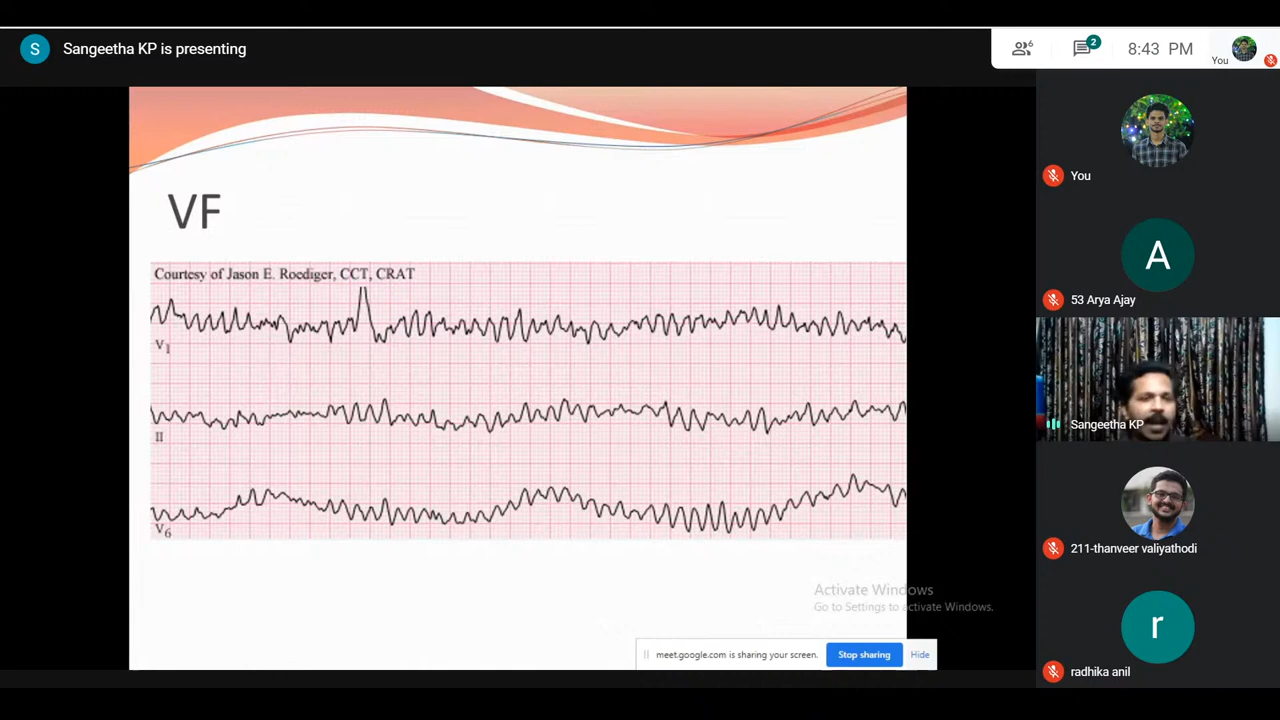 S
Sangeetha KP is presenting
6
2
8:43 PM
You
VF
Courtesy of Jason E. Roediger, CCT, CRAT
V1
II
V6
Activate Windows
Go to Settings to activate Windows.
meet.google.com is sharing your screen.
Stop sharing
Hide
You
A
53 Arya Ajay
Sangeetha KP
211-thanveer valiyathodi
r
radhika anil